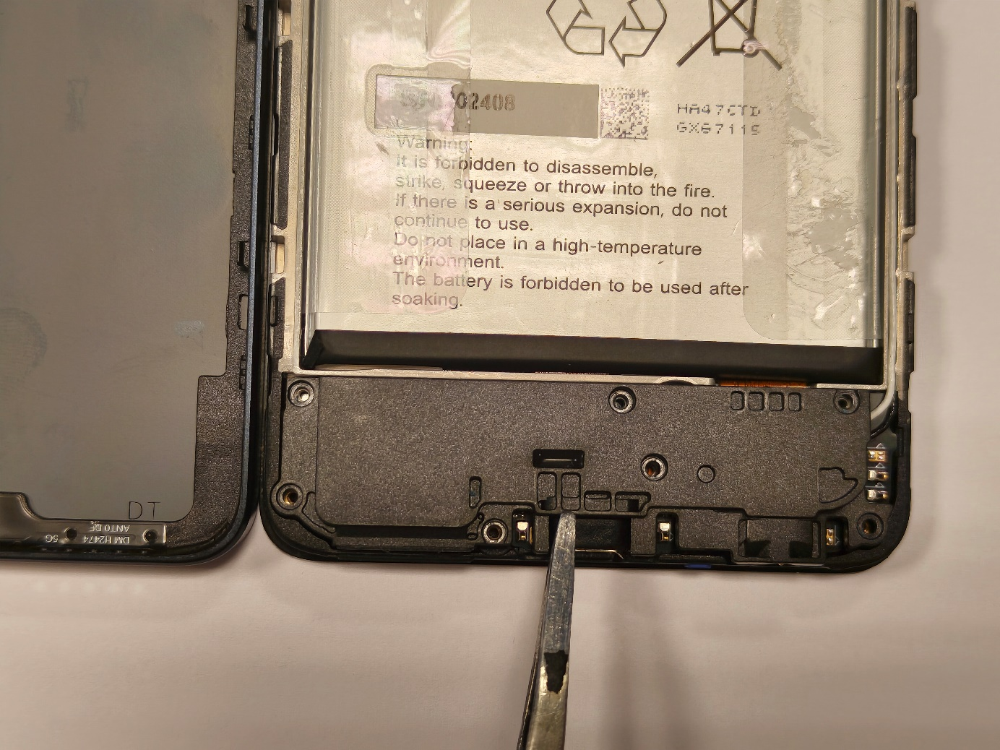 02408
HA47CTD
GX67119
Warning:
It is forbidden to disassemble,
strike, squeeze or throw into the fire.
If there is a serious expansion, do not
continue to use.
Do not place in a high-temperature
environment.
The battery is forbidden to be used after
soaking.
DT
ANT0 DF
DM H2474
5G